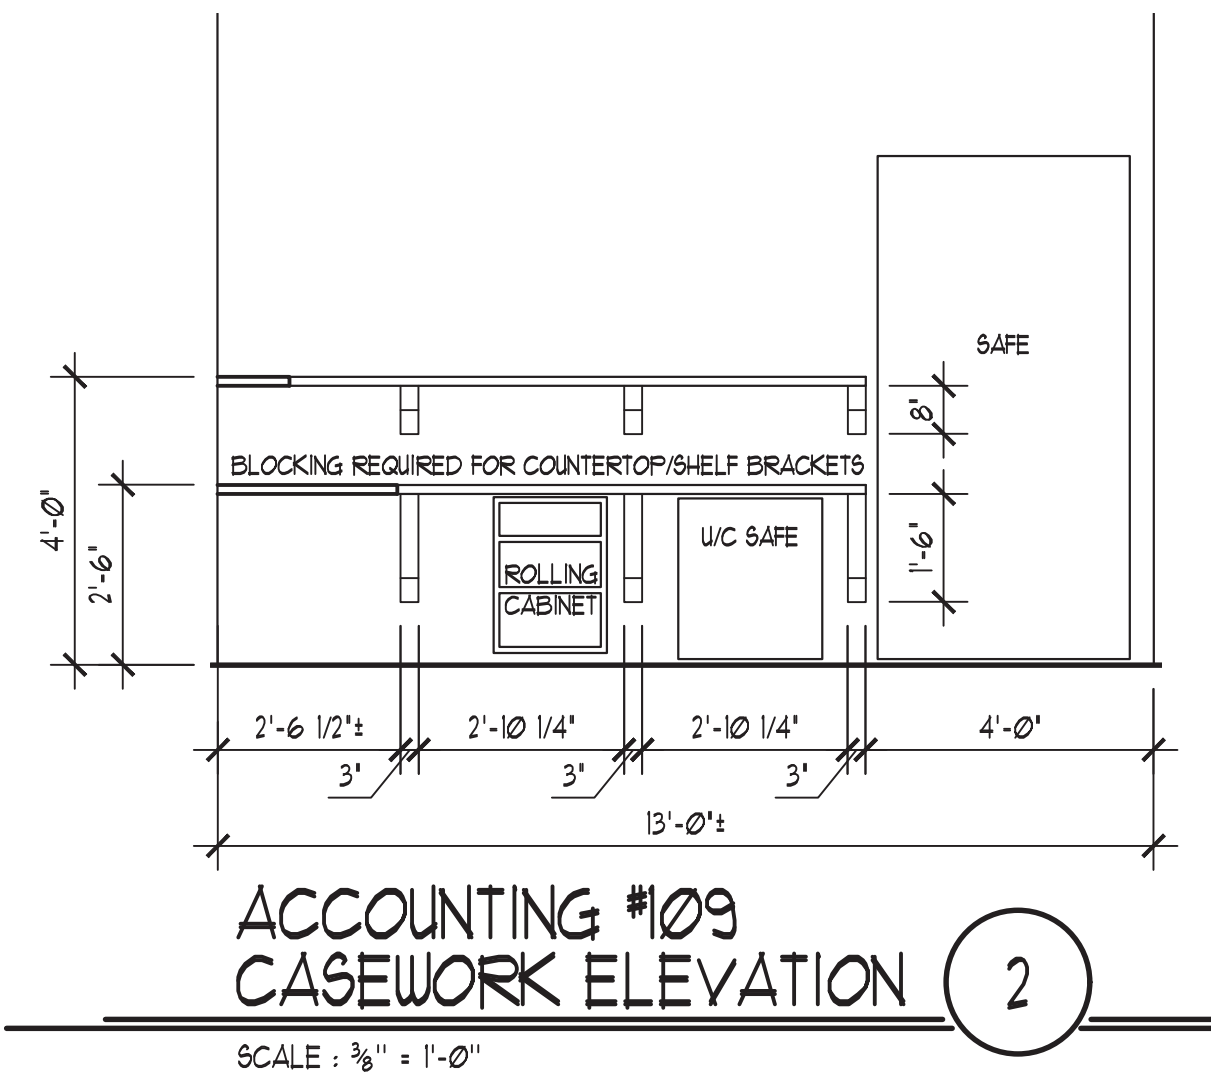 SAFE
8"
BLOCKING REQUIRED FOR COUNTERTOP/SHELF BRACKETS
4'-0"
2'-6"
U/C SAFE
1'-6"
ROLLING
CABINET
2'-6 1/2"±
2'-10 1/4"
2'-10 1/4"
4'-0"
3"
3"
3"
13'-0"±
ACCOUNTING #109
CASEWORK ELEVATION
2
SCALE : 3/8" = 1'-0"